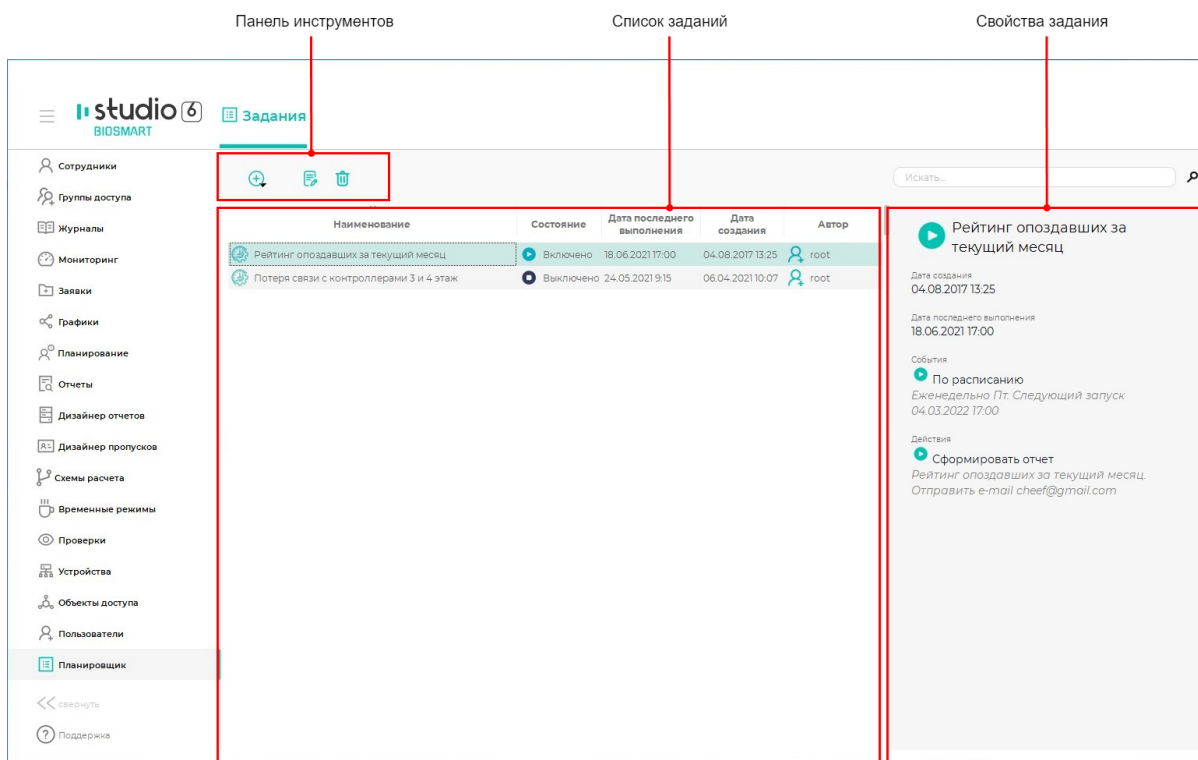 Панель инструментов
Список заданий
Свойства задания
studio 6
BIOSMART
Задания
Сотрудники
Группы доступа
Журналы
Мониторинг
Заявки
Графики
Планирование
Отчеты
Дизайнер отчетов
Дизайнер пропусков
Схемы расчета
Временные режимы
Проверки
Устройства
Объекты доступа
Пользователи
Планировщик
свернуть
Поддержка
Искать...
Наименование Состояние Дата последнего выполнения Дата создания Автор
Рейтинг опоздавших за текущий месяц Включено 18.06.2021 17:00 04.08.2017 13:25 root
Потеря связи с контроллерами 3 и 4 этаж Выключено 24.05.2021 9:15 06.04.2021 10:07 root
Рейтинг опоздавших за
текущий месяц
Дата создания
04.08.2017 13:25
Дата последнего выполнения
18.06.2021 17:00
События
По расписанию
Еженедельно Пт. Следующий запуск
04.03.2022 17:00
Действия
Сформировать отчет
Рейтинг опоздавших за текущий месяц.
Отправить e-mail cheef@gmail.com